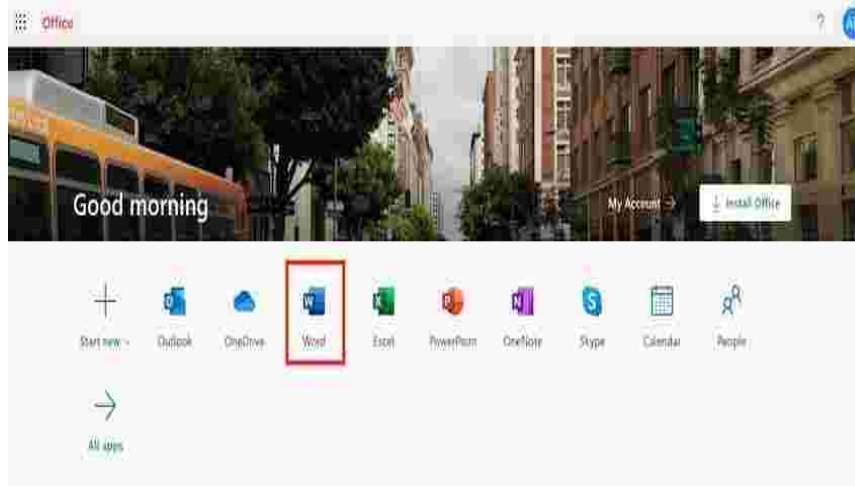 Office
?
Good morning
My Account →
Install Office
Start new
Outlook
OneDrive
Word
Excel
PowerPoint
OneNote
Skype
Calendar
People
All apps